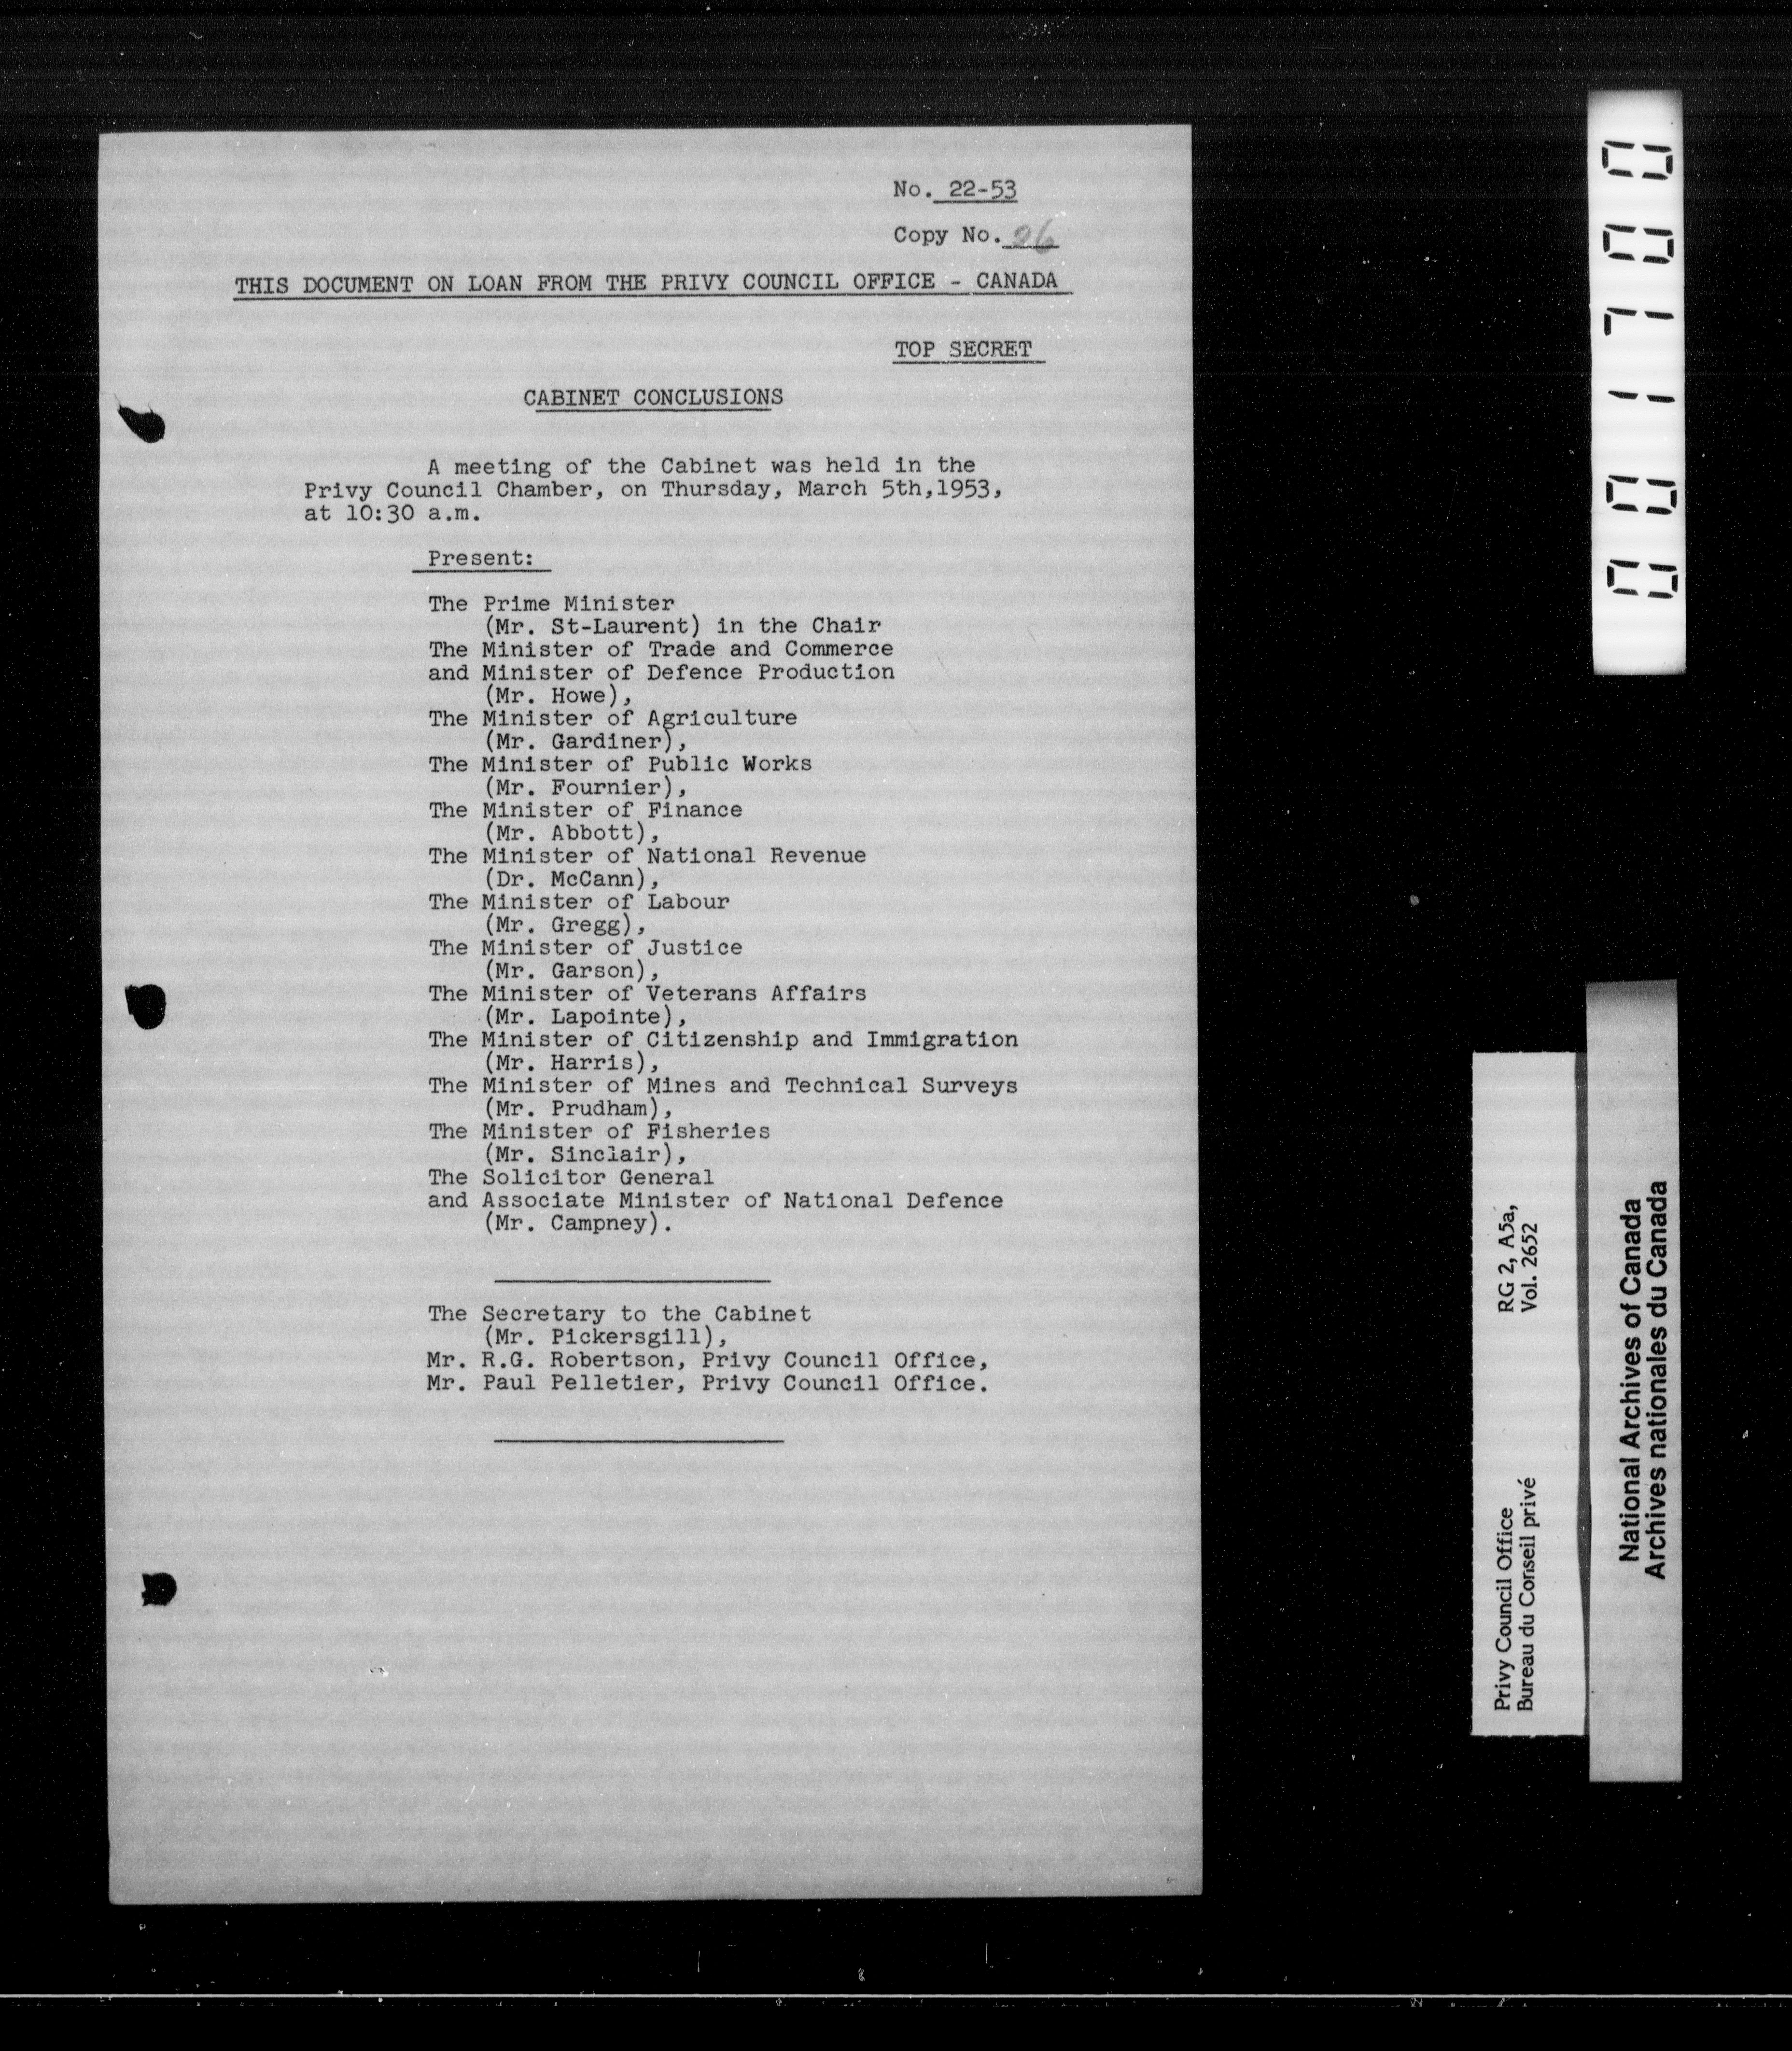 No. 22-53
Copy No. 26
THIS DOCUMENT ON LOAN FROM THE PRIVY COUNCIL OFFICE - CANADA
TOP SECRET
CABINET CONCLUSIONS
A meeting of the Cabinet was held in the
Privy Council Chamber, on Thursday, March 5th,1953,
at 10:30 a.m.
Present:
The Prime Minister
(Mr. St-Laurent) in the Chair
The Minister of Trade and Commerce
and Minister of Defence Production
(Mr. Howe),
The Minister of Agriculture
(Mr. Gardiner),
The Minister of Public Works
(Mr. Fournier),
The Minister of Finance
(Mr. Abbott),
The Minister of National Revenue
(Dr. McCann),
The Minister of Labour
(Mr. Gregg),
The Minister of Justice
(Mr. Garson),
The Minister of Veterans Affairs
(Mr. Lapointe),
The Minister of Citizenship and Immigration
(Mr. Harris),
The Minister of Mines and Technical Surveys
(Mr. Prudham),
The Minister of Fisheries
(Mr. Sinclair),
The Solicitor General
and Associate Minister of National Defence
(Mr. Campney).
The Secretary to the Cabinet
(Mr. Pickersgill),
Mr. R.G. Robertson, Privy Council Office,
Mr. Paul Pelletier, Privy Council Office.
0011700
Privy Council Office
Bureau du Conseil privé
RG 2, A5a,
Vol. 2652
National Archives of Canada
Archives nationales du Canada